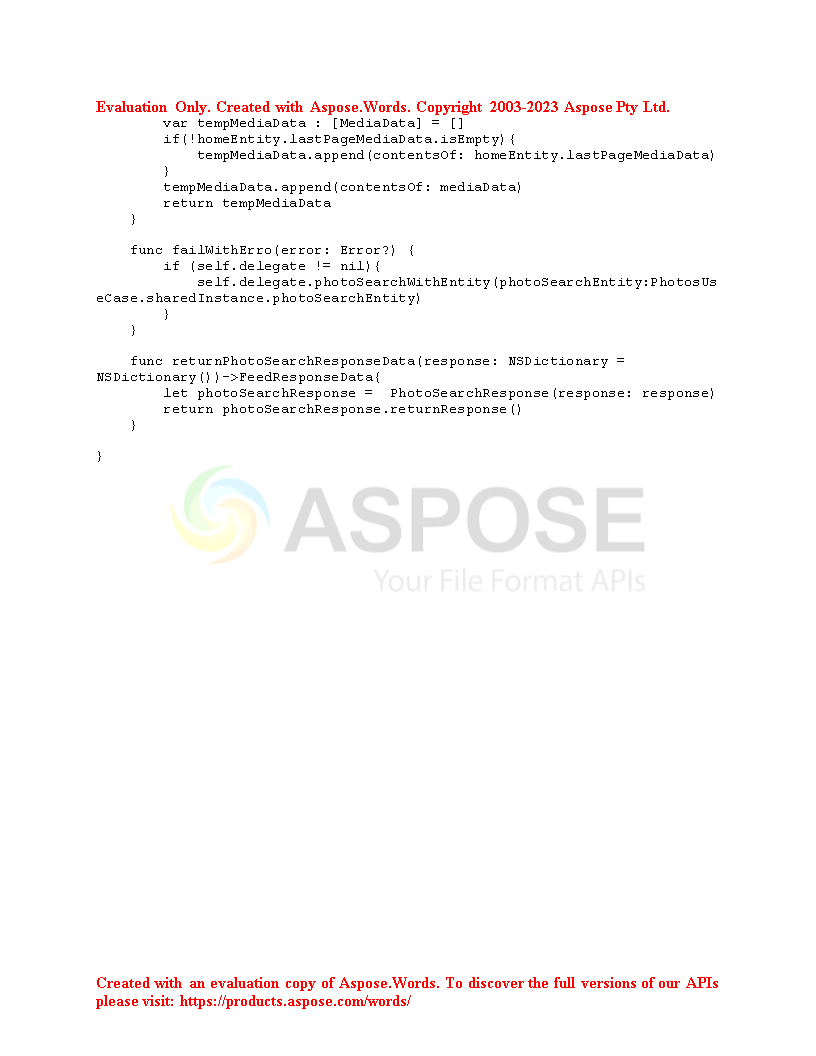 Evaluation Only. Created with Aspose.Words. Copyright 2003-2023 Aspose Pty Ltd.
        var tempMediaData : [MediaData] = []
        if(!homeEntity.lastPageMediaData.isEmpty){
            tempMediaData.append(contentsOf: homeEntity.lastPageMediaData)
        }
        tempMediaData.append(contentsOf: mediaData)
        return tempMediaData
    }
    func failWithErro(error: Error?) {
        if (self.delegate != nil){
            self.delegate.photoSearchWithEntity(photoSearchEntity:PhotosUs
eCase.sharedInstance.photoSearchEntity)
        }
    }
    func returnPhotoSearchResponseData(response: NSDictionary =
NSDictionary())->FeedResponseData{
        let photoSearchResponse =  PhotoSearchResponse(response: response)
        return photoSearchResponse.returnResponse()
    }
}
ASPOSE
Your File Format APIs
Created with an evaluation copy of Aspose.Words. To discover the full versions of our APIs
please visit: https://products.aspose.com/words/